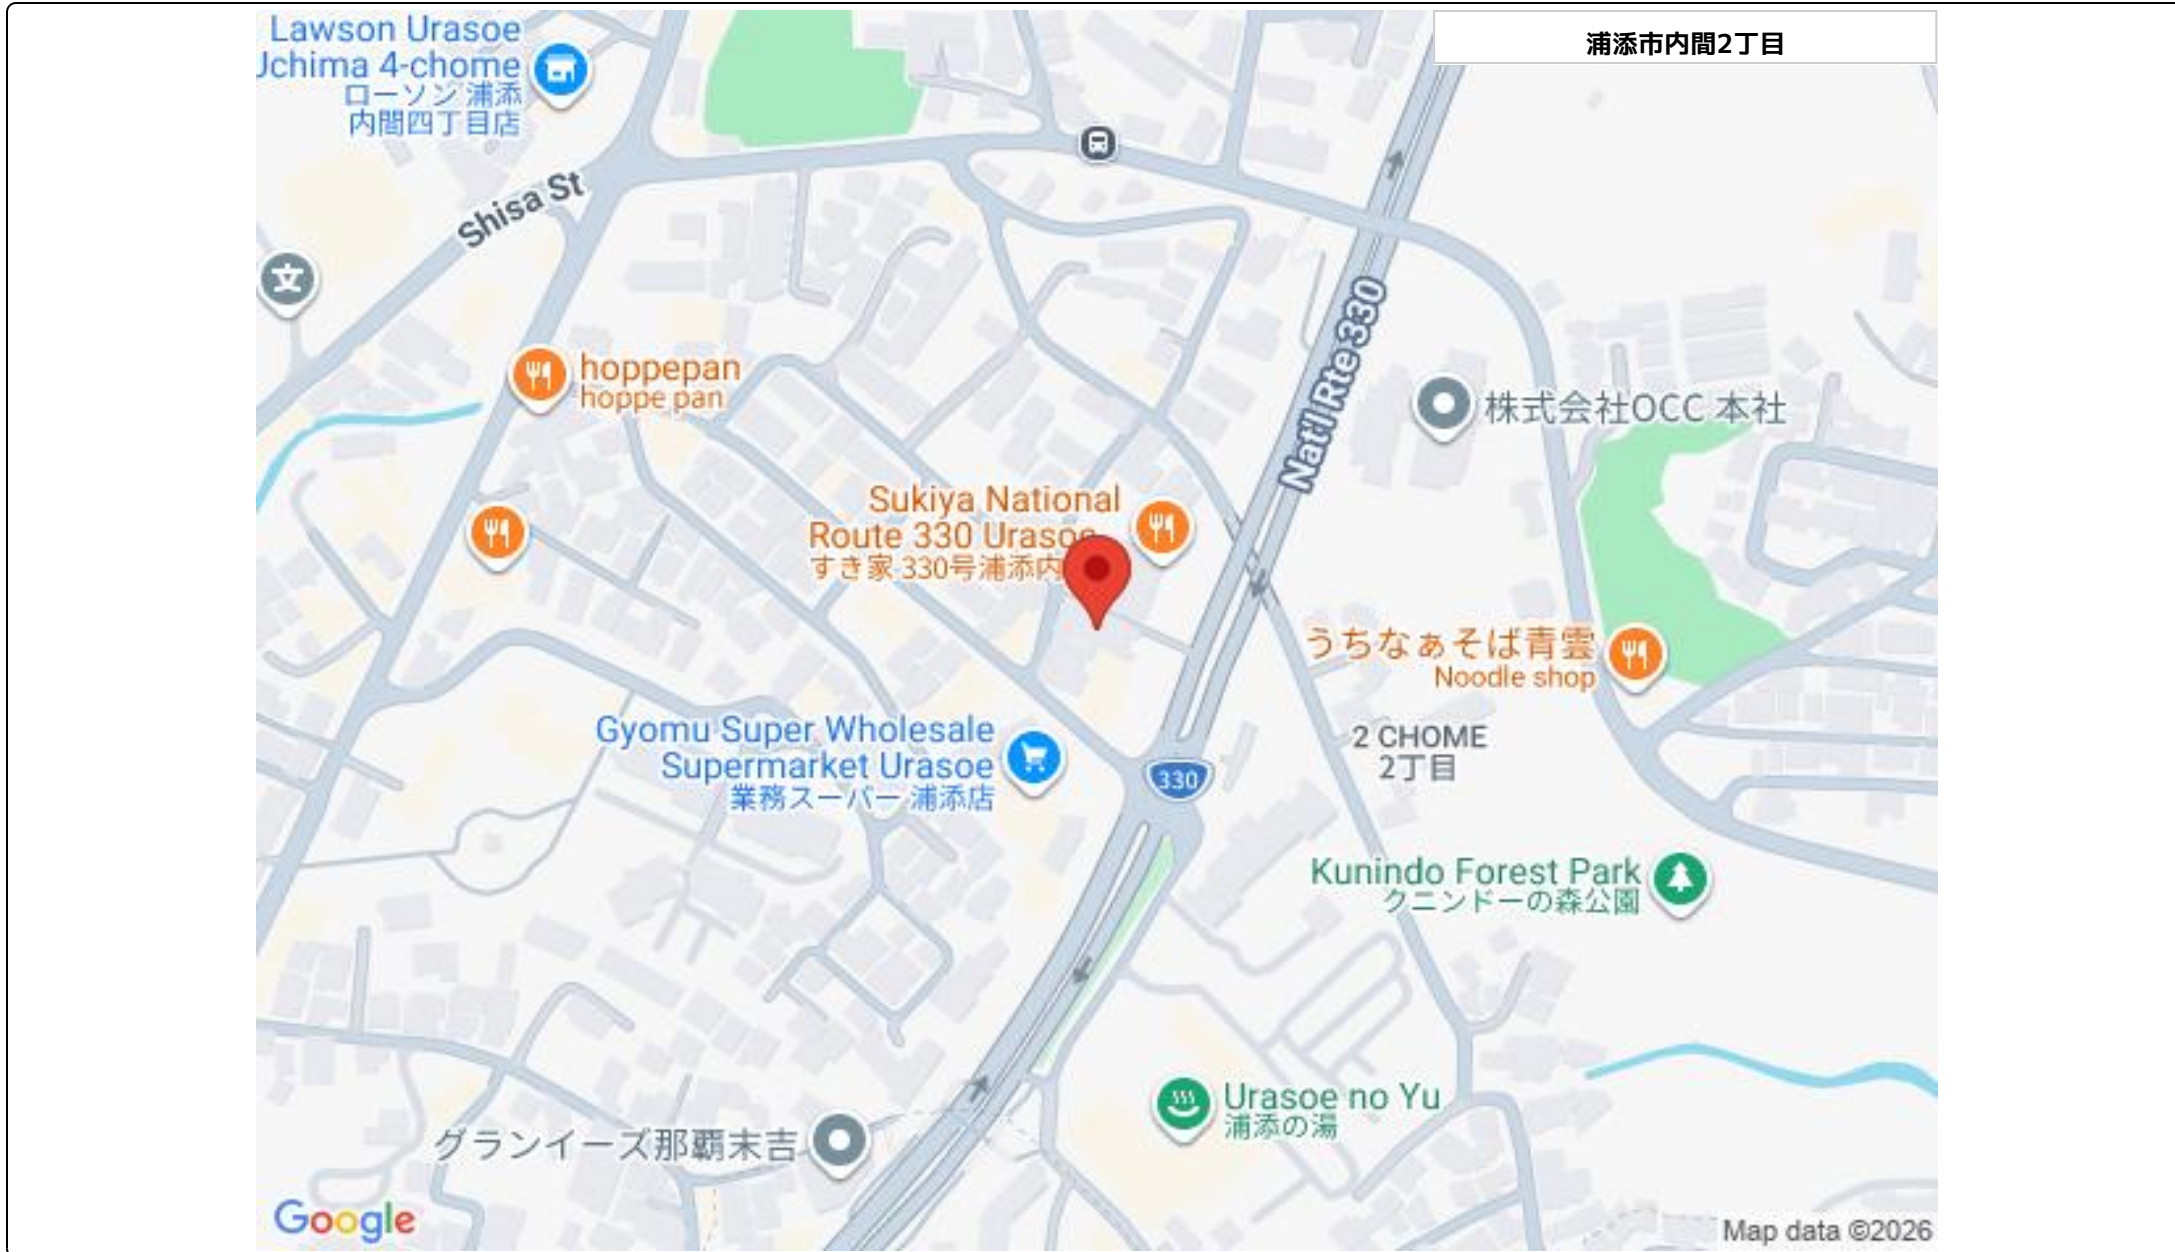 浦添市内間2丁目
Lawson Urasoe
Uchima 4-chome
ローソン 浦添
内間四丁目店
Shisa St
hoppepan
hoppe pan
Nat'l Rte 330
株式会社OCC 本社
Sukiya National
Route 330 Urasoe
すき家 330号浦添内
うちなぁそば青雲
Noodle shop
2 CHOME
2丁目
Gyomu Super Wholesale
Supermarket Urasoe
業務スーパー 浦添店
330
Kunindo Forest Park
クニンドーの森公園
Urasoe no Yu
浦添の湯
グランイーズ那覇末吉
文
Google
Map data ©2026